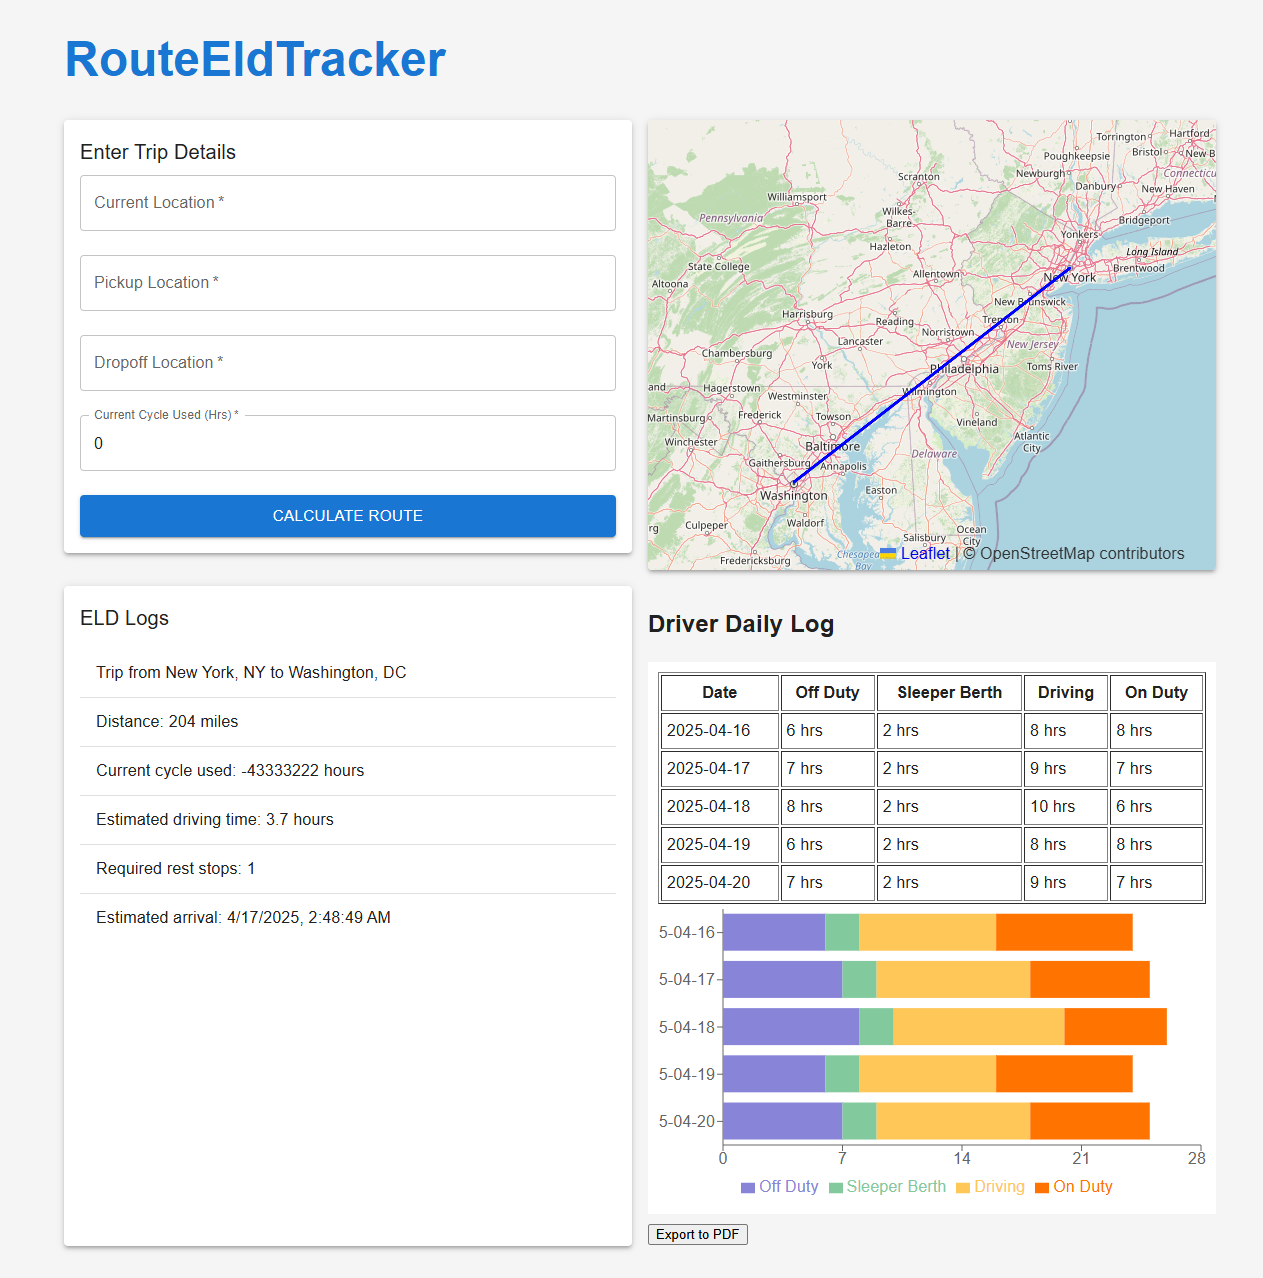 RouteEldTracker
Enter Trip Details
Current Location *
Pickup Location *
Dropoff Location *
Current Cycle Used (Hrs) *
0
CALCULATE ROUTE
Torrington
Hartford
Poughkeepsie
Bristol
New B
Newburgh
Connecticu
Scranton
Danbury
New Haven
Williamsport
Wilkes-
Barre
Pennsylvania
Bridgeport
Yonkers
Hazleton
Long Island
State College
Allentown
New York
Brentwood
Altoona
New Brunswick
Harrisburg
Reading
Trenton
Norristown
Lancaster
New Jersey
Chambersburg
York
Philadelphia
Toms River
and
Hagerstown
Westminster
Wilmington
Martinsburg
Frederick
Towson
Vineland
Atlantic
City
Winchester
Baltimore
Delaware
Gaithersburg
Annapolis
Washington
Easton
rg
Culpeper
Waldorf
Ocean
City
Salisbury
Fredericksburg
Chesapea
Bay
Leaflet | © OpenStreetMap contributors
ELD Logs
Trip from New York, NY to Washington, DC
Distance: 204 miles
Current cycle used: -43333222 hours
Estimated driving time: 3.7 hours
Required rest stops: 1
Estimated arrival: 4/17/2025, 2:48:49 AM
Driver Daily Log
Date Off Duty Sleeper Berth Driving On Duty
2025-04-16 6 hrs 2 hrs 8 hrs 8 hrs
2025-04-17 7 hrs 2 hrs 9 hrs 7 hrs
2025-04-18 8 hrs 2 hrs 10 hrs 6 hrs
2025-04-19 6 hrs 2 hrs 8 hrs 8 hrs
2025-04-20 7 hrs 2 hrs 9 hrs 7 hrs
5-04-16
5-04-17
5-04-18
5-04-19
5-04-20
0 7 14 21 28
Off Duty Sleeper Berth Driving On Duty
Export to PDF